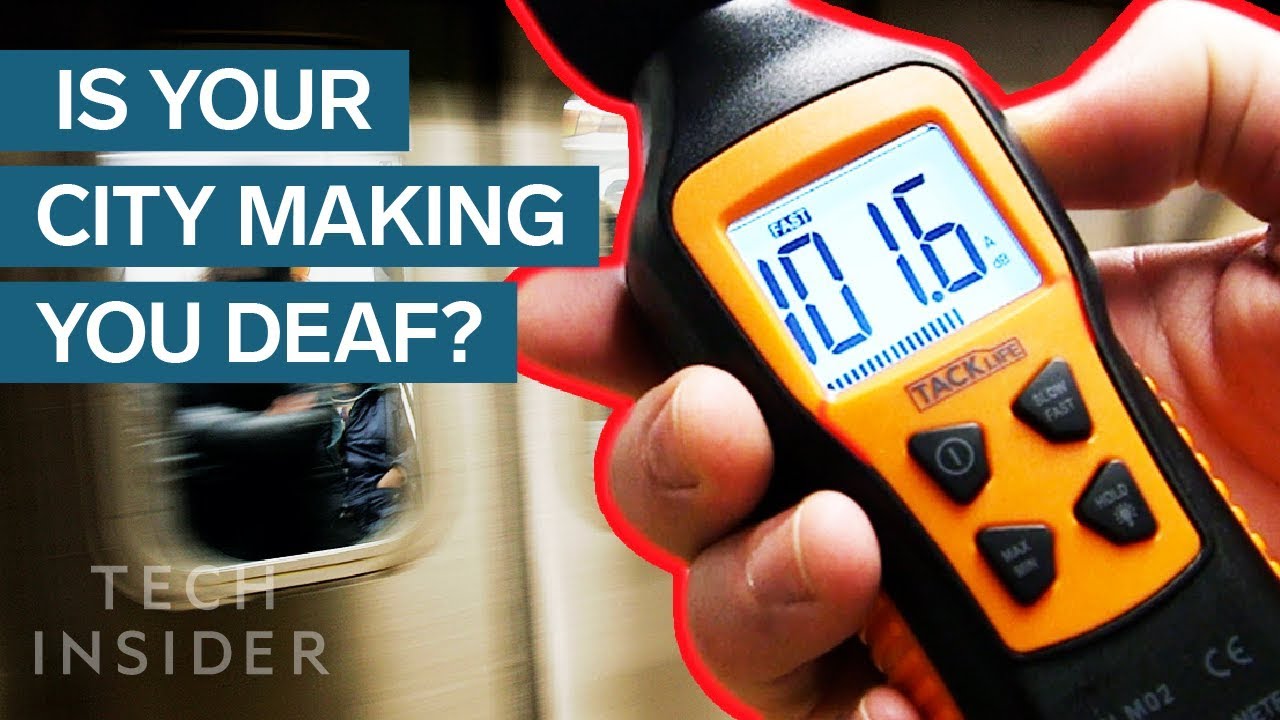 IS YOUR
CITY MAKING
YOU DEAF?
TECH
INSIDER
FAST
101.6
A
dB
TACKLIFE
SLOW
FAST
HOLD
MAX
MIN
CE
M02